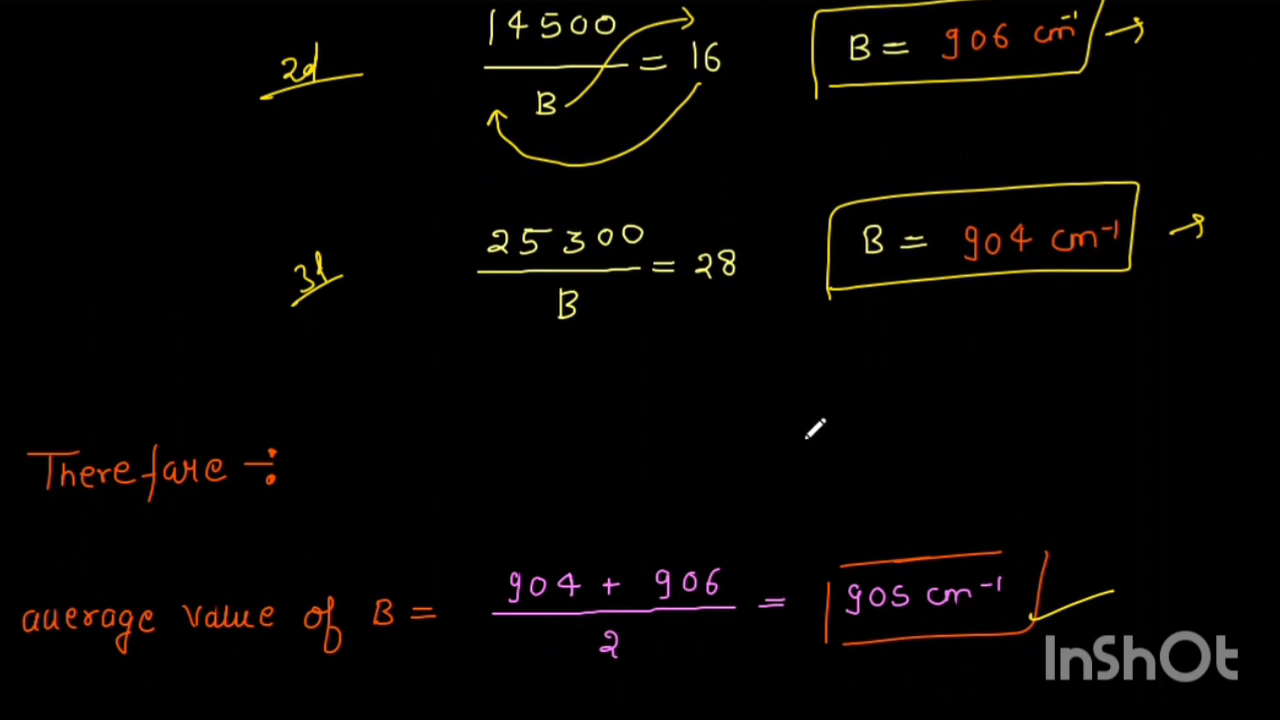 2d 14500 / B = 16 B = 906 cm⁻¹ →
3d 25300 / B = 28 B = 904 cm⁻¹ →
Therefare :-
average value of B = 904 + 906 / 2 = 905 cm⁻¹
InShOt